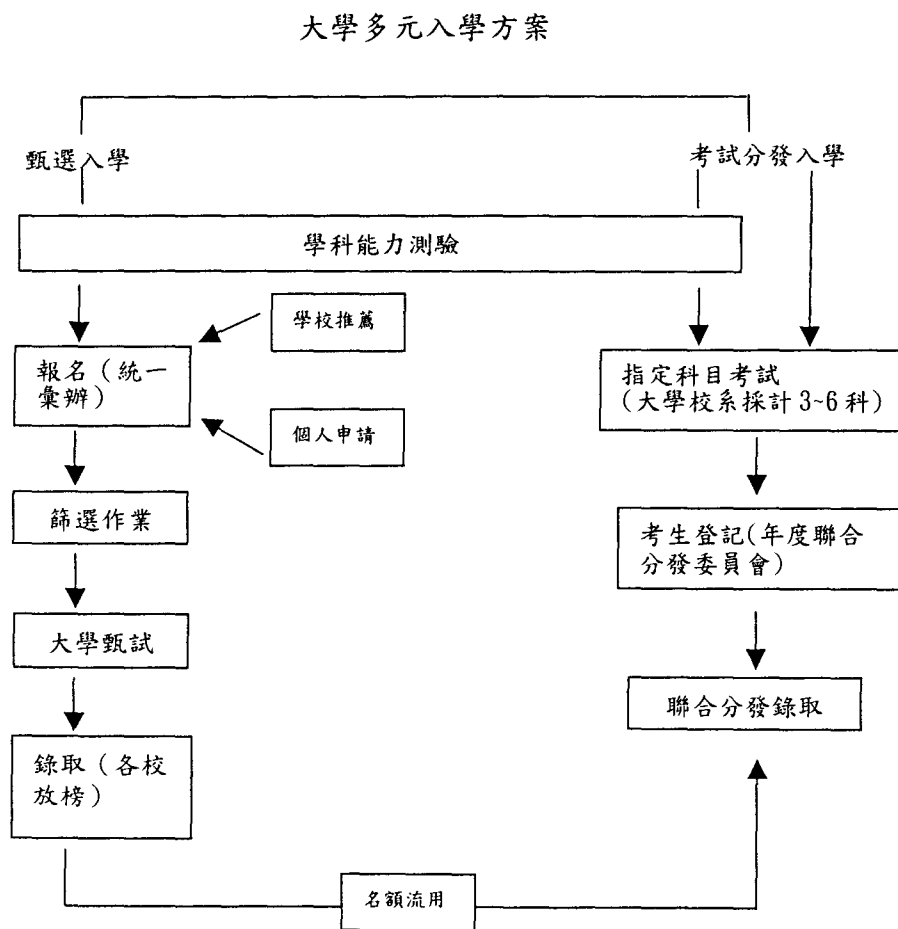 大學多元入學方案
甄選入學
考試分發入學
學科能力測驗
學校推薦
報名（統一
彙辦）
個人申請
指定科目考試
（大學校系採計3~6科）
篩選作業
考生登記(年度聯合
分發委員會）
大學甄試
聯合分發錄取
錄取（各校
放榜）
名額流用